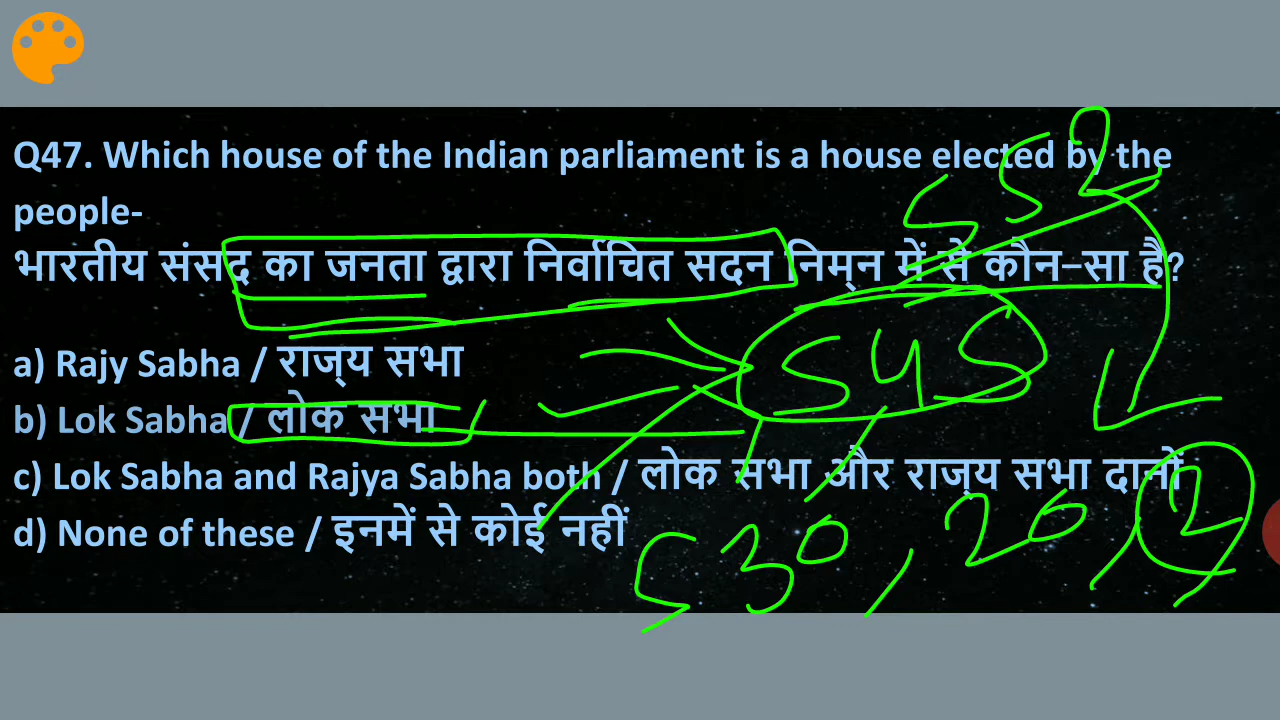 Q47. Which house of the Indian parliament is a house elected by the
people-
भारतीय संसद का जनता द्वारा निर्वाचित सदन निम्‍न में से कौन–सा है?
552
a) Rajy Sabha / राज्‍य सभा
545
b) Lok Sabha / लोक सभा
c) Lok Sabha and Rajya Sabha both / लोक सभा और राज्‍य सभा दानों
d) None of these / इनमें से कोई नहीं
530, 20, 2